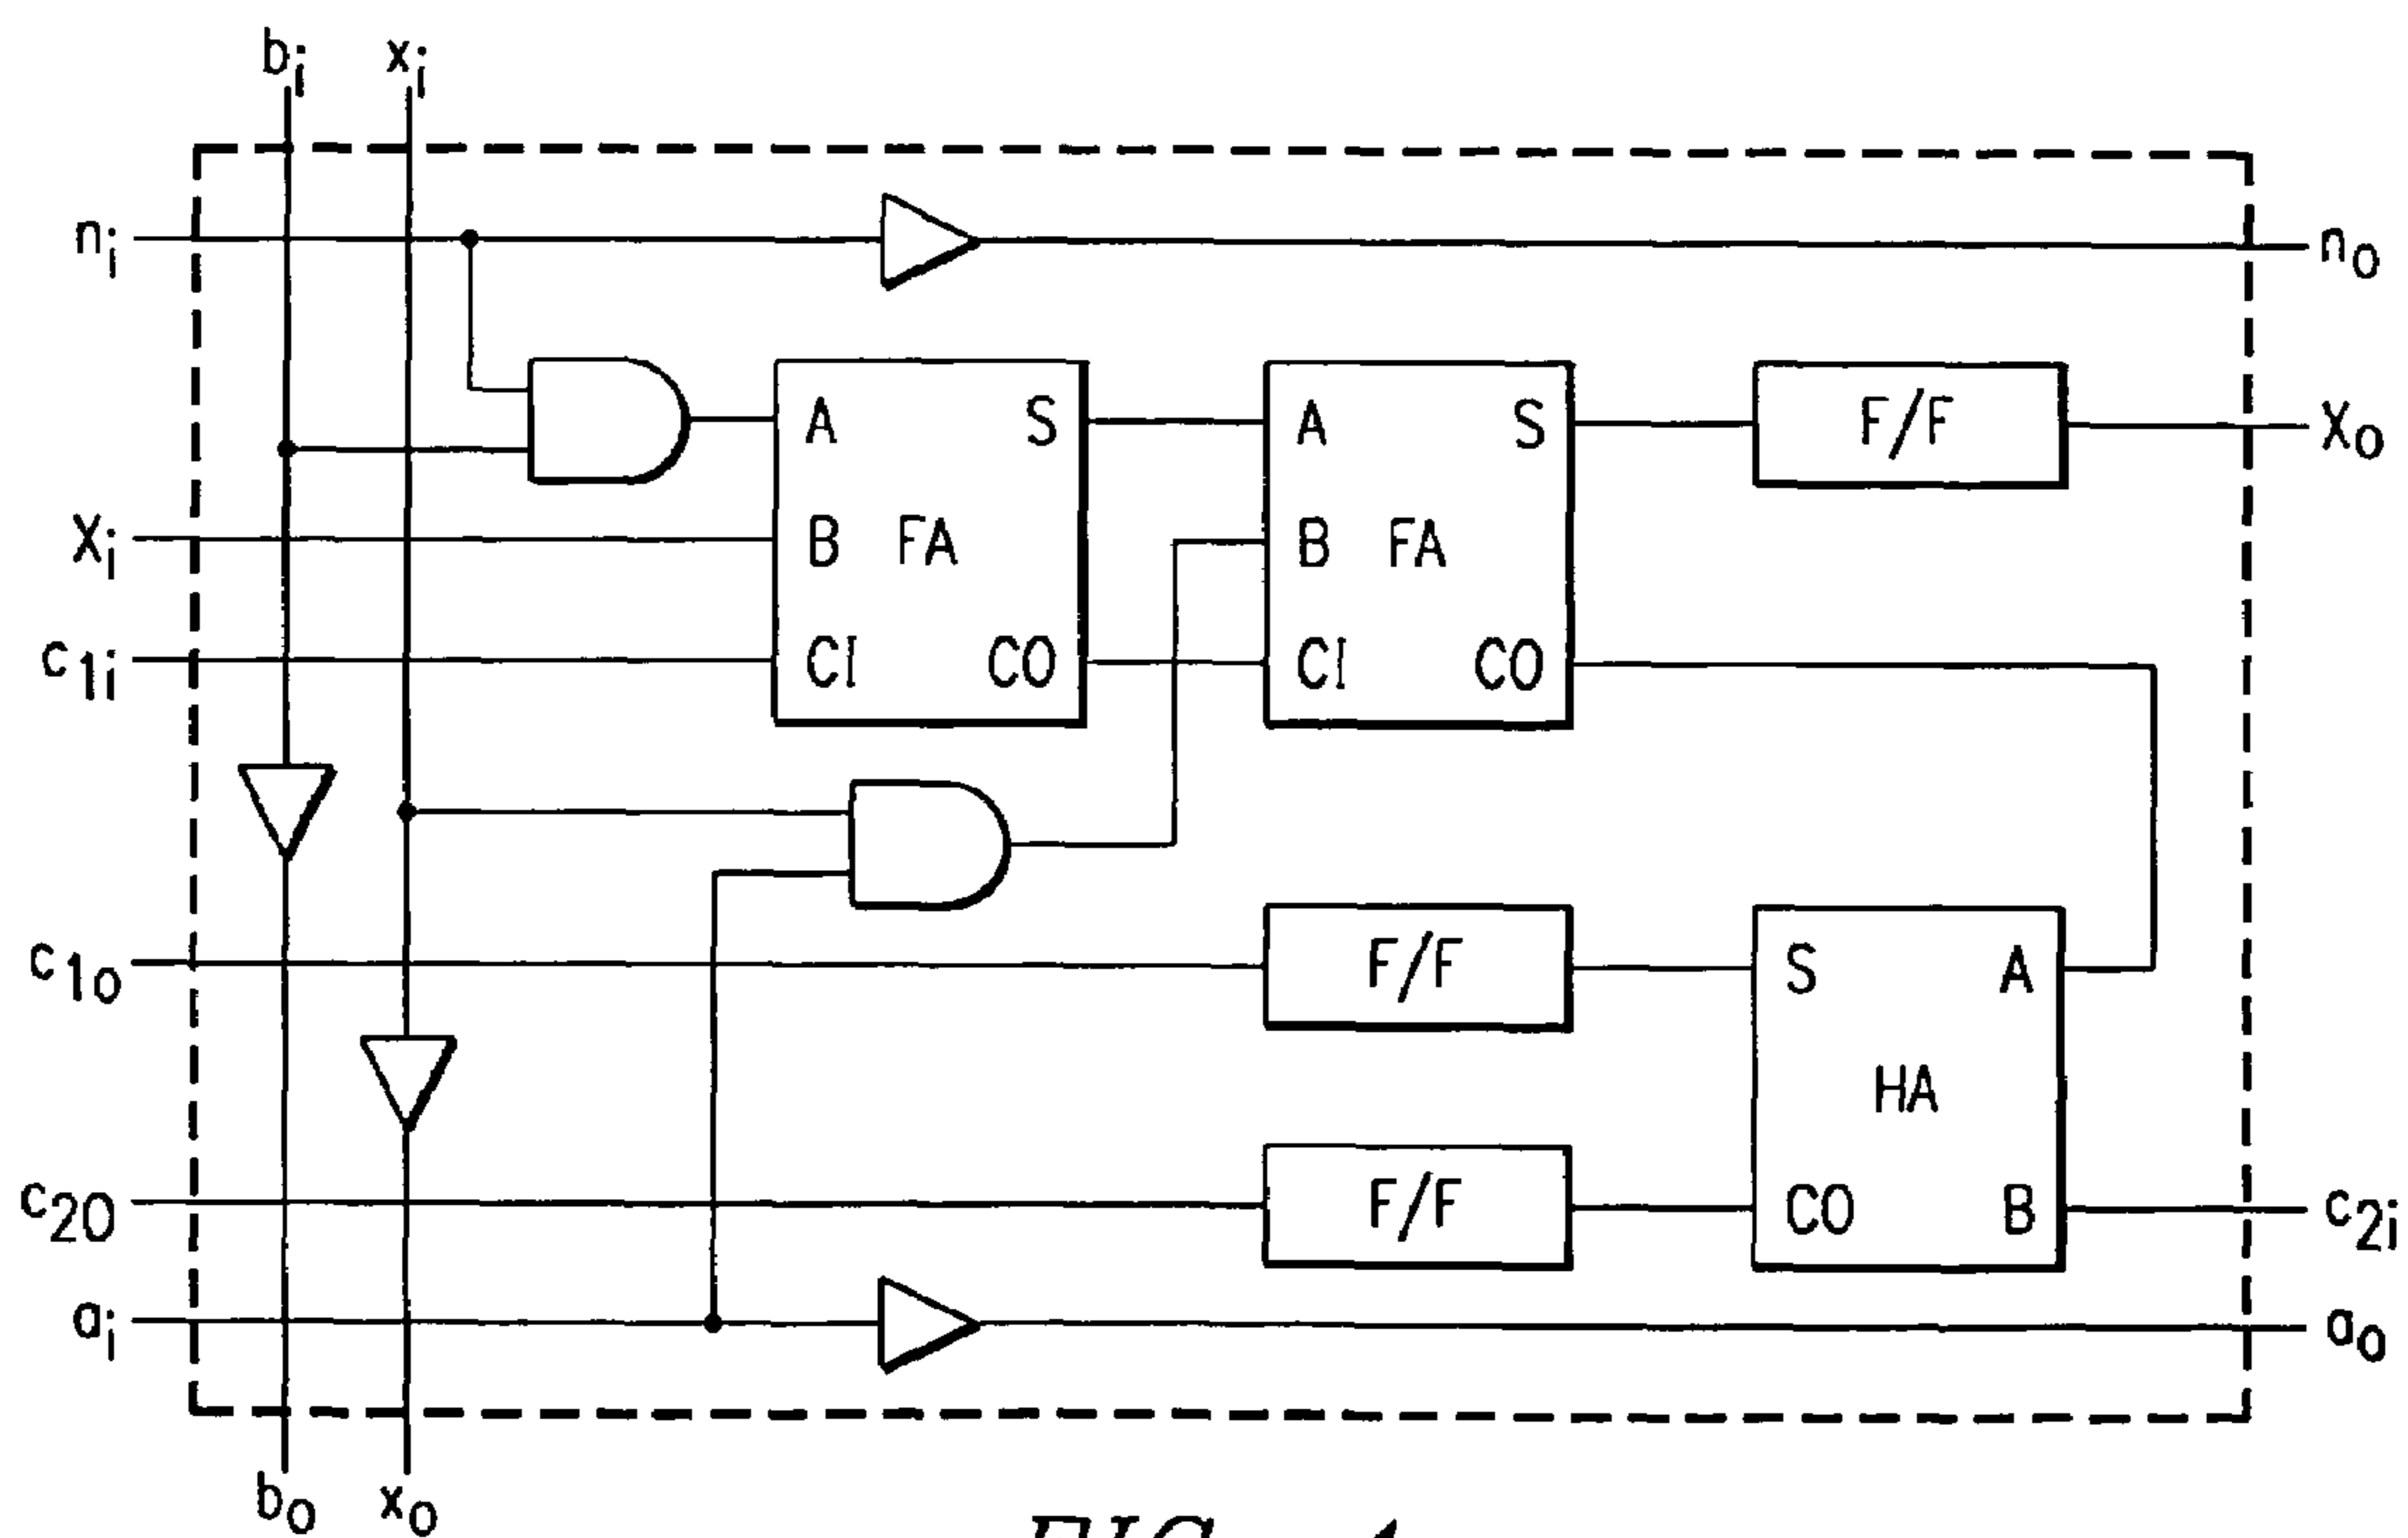 bi xi
ni no
A S A S F/F Xo
Xi B FA B FA
c1i CI CO CI CO
c1o F/F S A
HA
c2O F/F CO B c2i
ai ao
bo xo